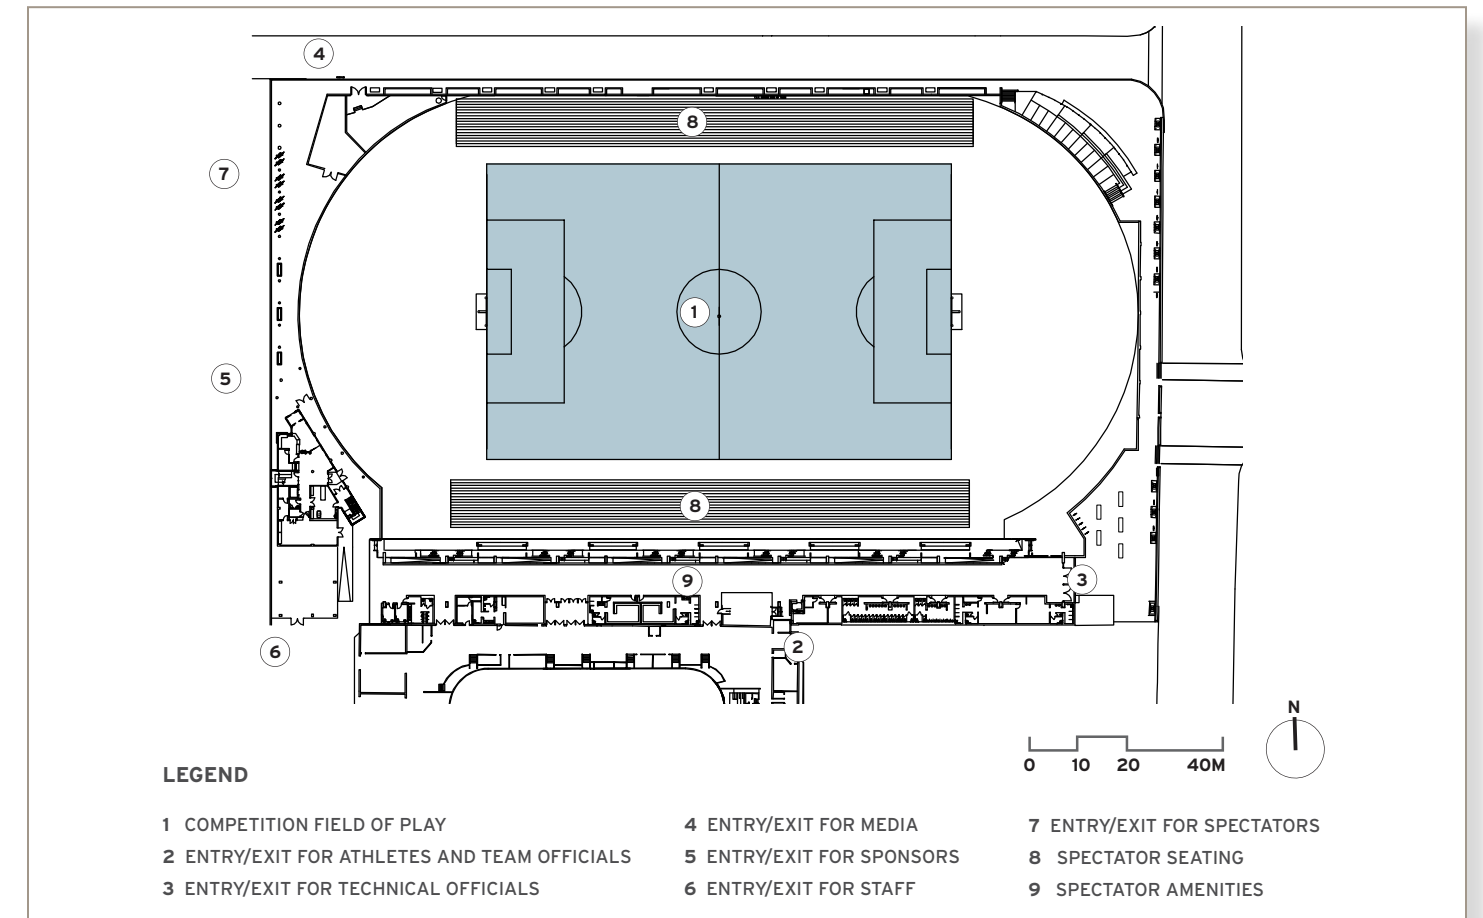 4
8
7
1
5
8
9
3
6
2
N
0 10 20 40M
LEGEND
1 COMPETITION FIELD OF PLAY
2 ENTRY/EXIT FOR ATHLETES AND TEAM OFFICIALS
3 ENTRY/EXIT FOR TECHNICAL OFFICIALS
4 ENTRY/EXIT FOR MEDIA
5 ENTRY/EXIT FOR SPONSORS
6 ENTRY/EXIT FOR STAFF
7 ENTRY/EXIT FOR SPECTATORS
8 SPECTATOR SEATING
9 SPECTATOR AMENITIES